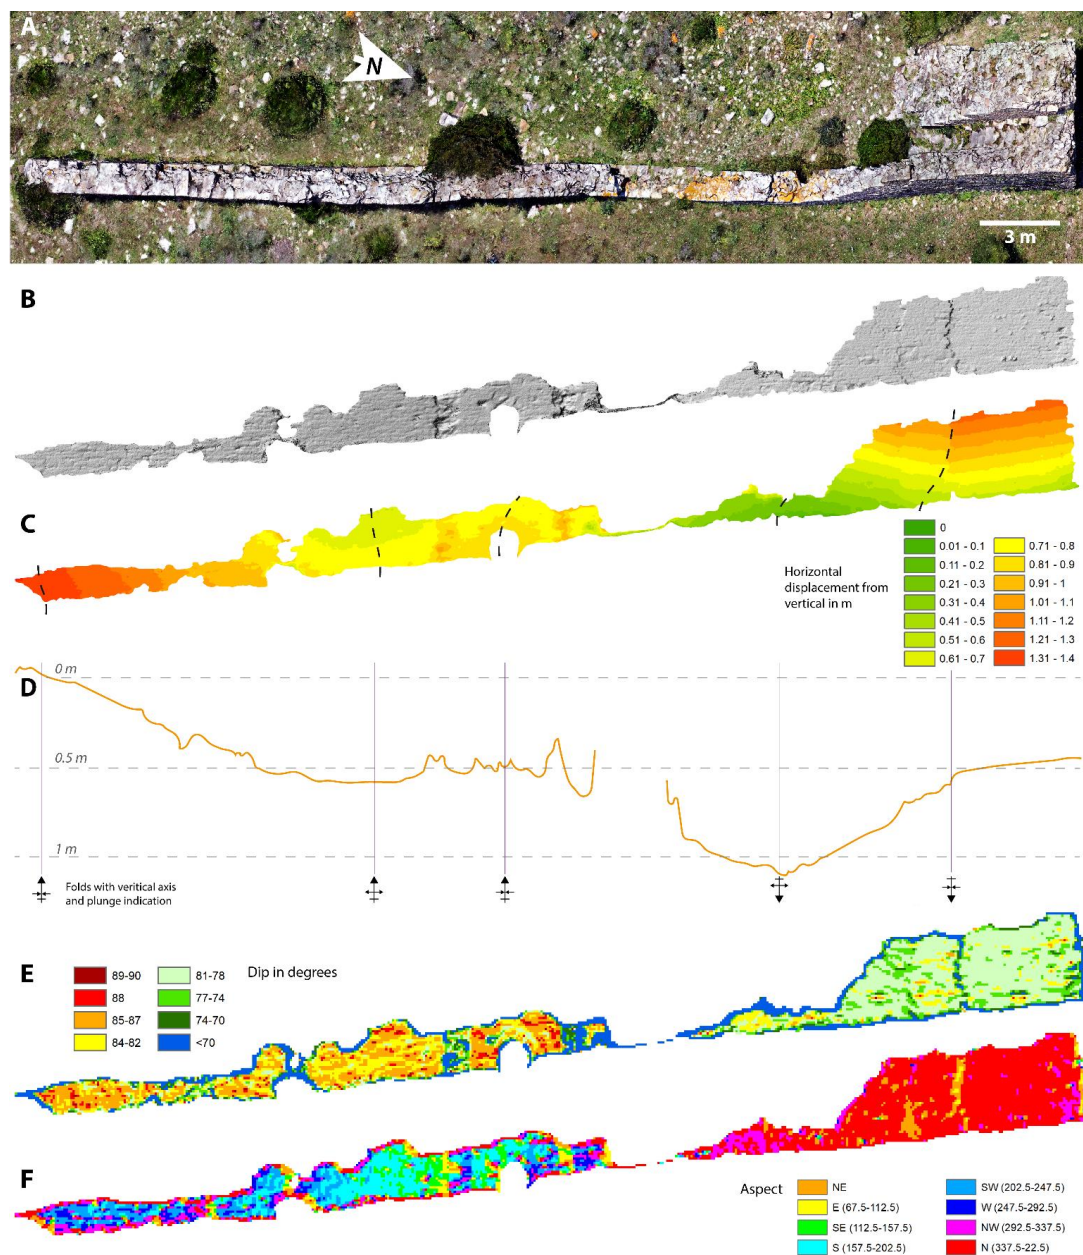 A
N
3 m
B
C
Horizontal
displacement from
vertical in m
0
0.01 - 0.1
0.11 - 0.2
0.21 - 0.3
0.31 - 0.4
0.41 - 0.5
0.51 - 0.6
0.61 - 0.7
0.71 - 0.8
0.81 - 0.9
0.91 - 1
1.01 - 1.1
1.11 - 1.2
1.21 - 1.3
1.31 - 1.4
D
0 m
0.5 m
1 m
Folds with veritical axis
and plunge indication
E
89-90
88
85-87
84-82
81-78
77-74
74-70
<70
Dip in degrees
F
Aspect
NE
E (67.5-112.5)
SE (112.5-157.5)
S (157.5-202.5)
SW (202.5-247.5)
W (247.5-292.5)
NW (292.5-337.5)
N (337.5-22.5)